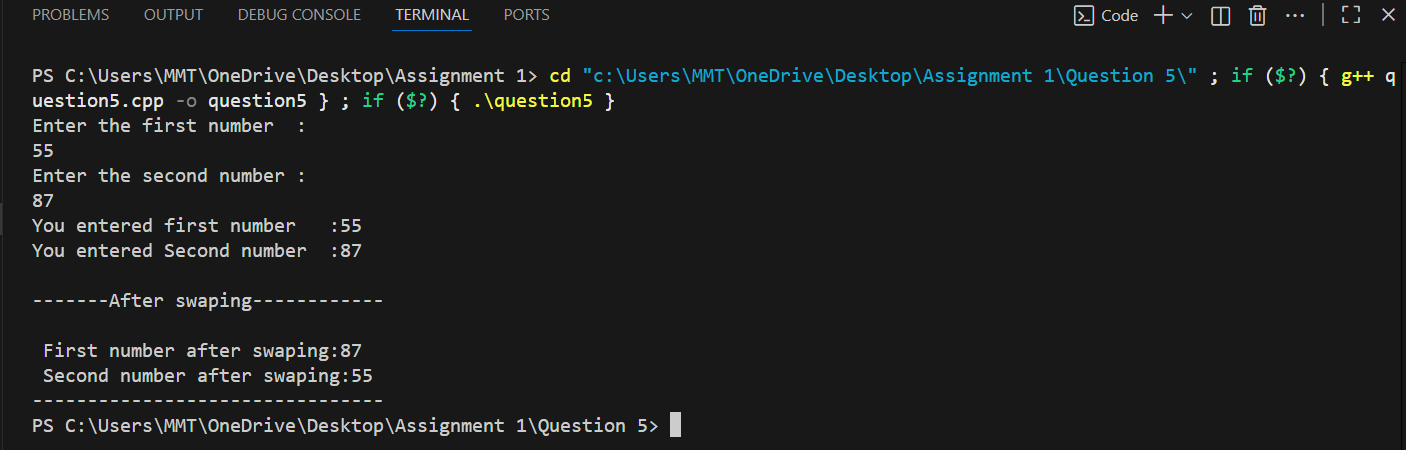 PROBLEMS OUTPUT DEBUG CONSOLE TERMINAL PORTS Code
PS C:\Users\MMT\OneDrive\Desktop\Assignment 1> cd "c:\Users\MMT\OneDrive\Desktop\Assignment 1\Question 5\" ; if ($?) { g++ q
uestion5.cpp -o question5 } ; if ($?) { .\question5 }
Enter the first number  :
55
Enter the second number :
87
You entered first number   :55
You entered Second number  :87
-------After swaping------------
First number after swaping:87
Second number after swaping:55
--------------------------------
PS C:\Users\MMT\OneDrive\Desktop\Assignment 1\Question 5>